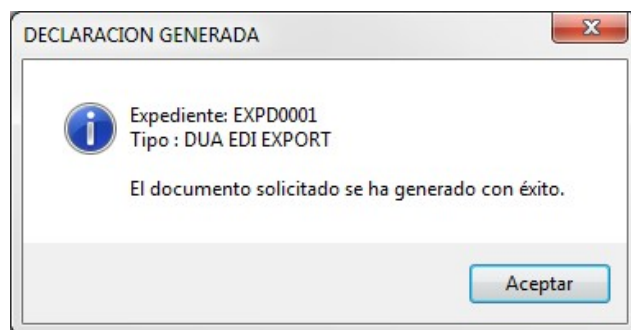 DECLARACION GENERADA
Expediente: EXPD0001
Tipo : DUA EDI EXPORT
El documento solicitado se ha generado con éxito.
Aceptar